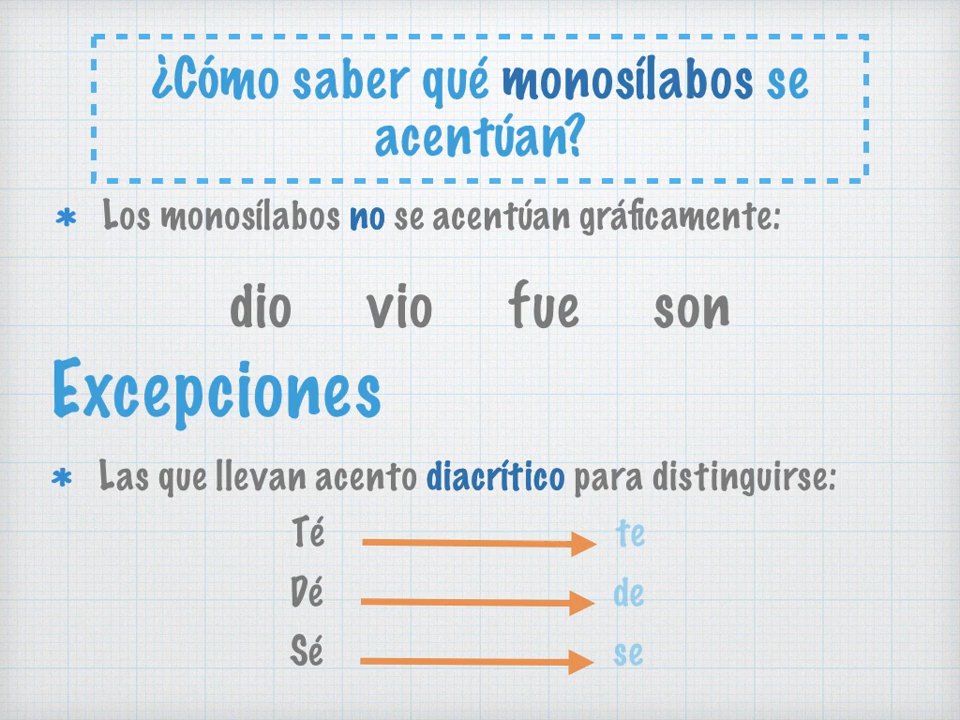 ¿Cómo saber qué monosílabos se
acentúan?
* Los monosílabos no se acentúan gráficamente:
dio vio fue son
Excepciones
* Las que llevan acento diacrítico para distinguirse:
Té te
Dé de
Sé se